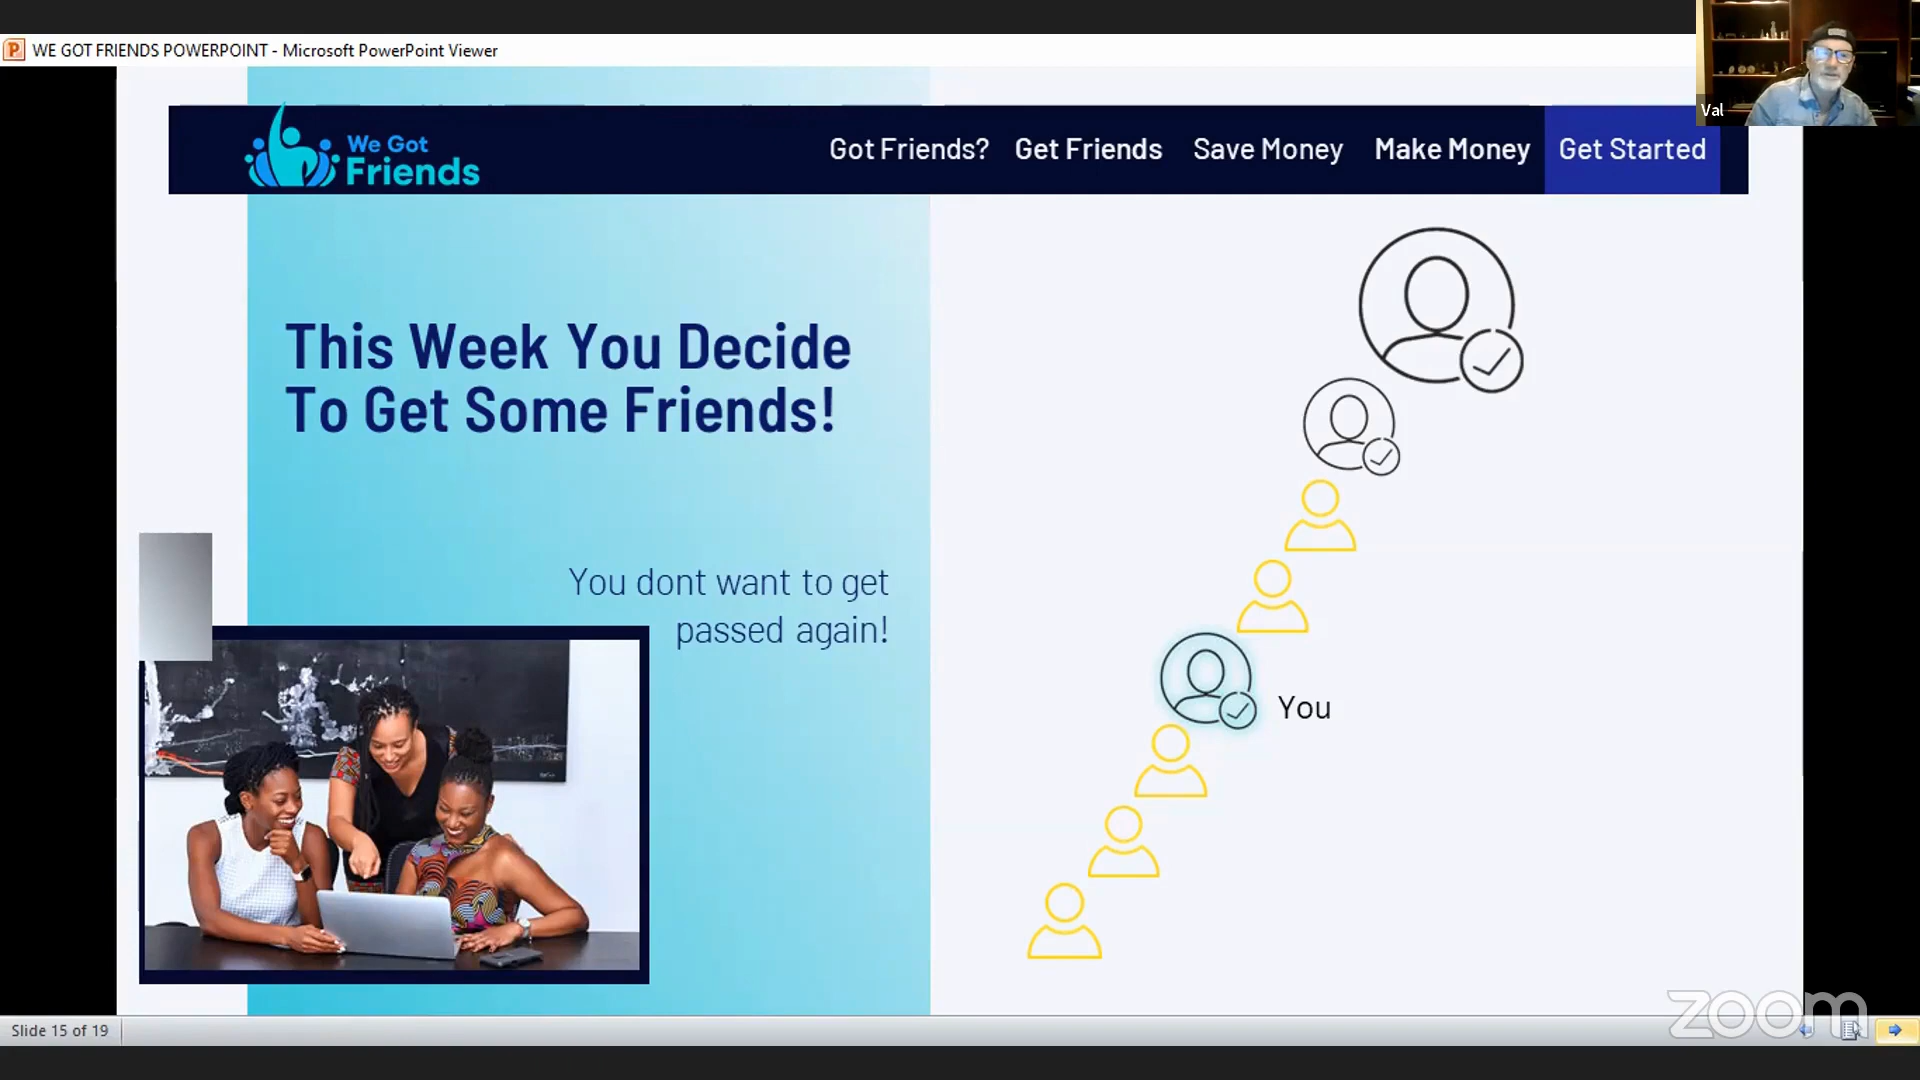 WE GOT FRIENDS POWERPOINT - Microsoft PowerPoint Viewer
Val
We Got
Friends
Got Friends? Get Friends Save Money Make Money Get Started
This Week You Decide
To Get Some Friends!
You dont want to get
passed again!
You
Slide 15 of 19
zoom